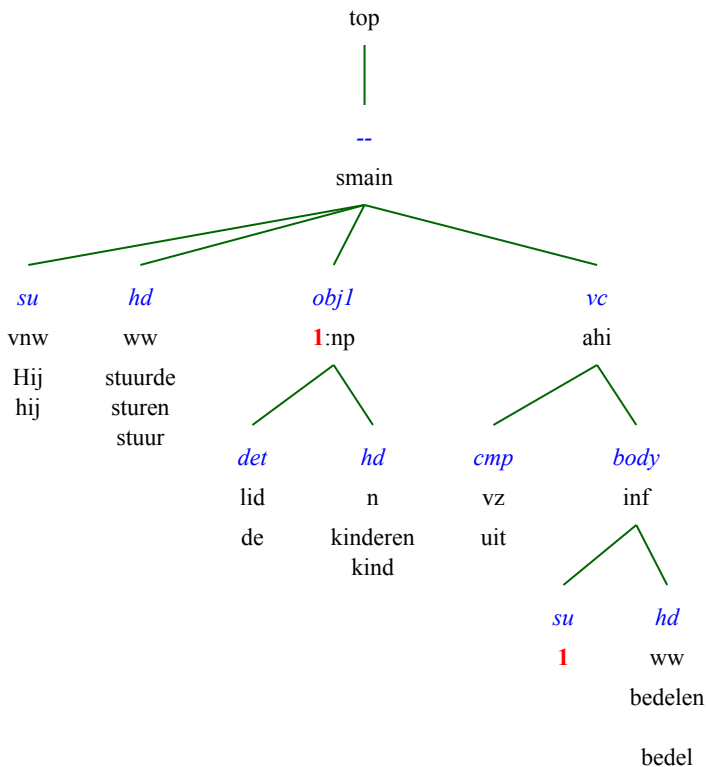 top
--
smain
su hd obj1 vc
vnw ww 1:np ahi
Hij stuurde
hij sturen
stuur
det hd cmp body
lid n vz inf
de kinderen uit
kind
su hd
1 ww
bedelen
bedel